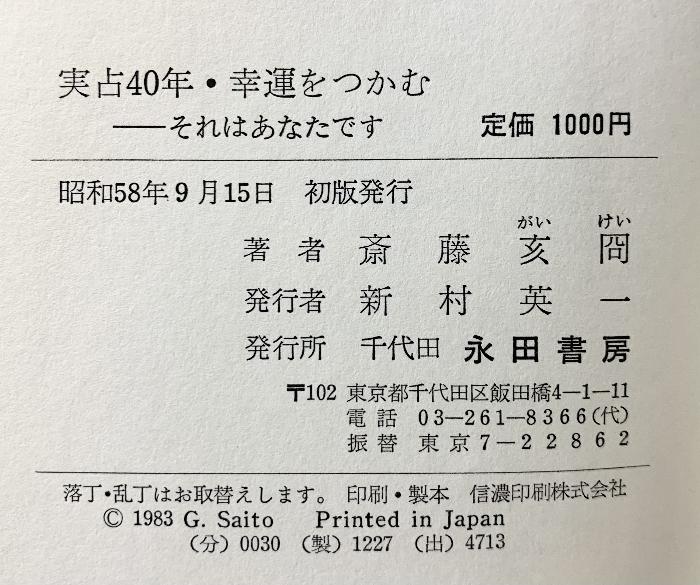 実占40年・幸運をつかむ
――それはあなたです　定価 1000円
昭和58年9月15日　初版発行
がい　けい
著者　斎藤亥冏
発行者　新村英一
発行所　千代田 永田書房
〒102 東京都千代田区飯田橋4―1―11
電話　03―261―8366(代)
振替　東京7―22862
落丁・乱丁はお取替えします。 印刷・製本　信濃印刷株式会社
© 1983 G. Saito　Printed in Japan
（分）0030　（製）1227　（出）4713